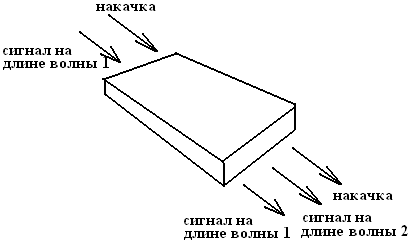 накачка
сигнал на
длине волны 1
накачка
сигнал на
длине волны 1
сигнал на
длине волны 2